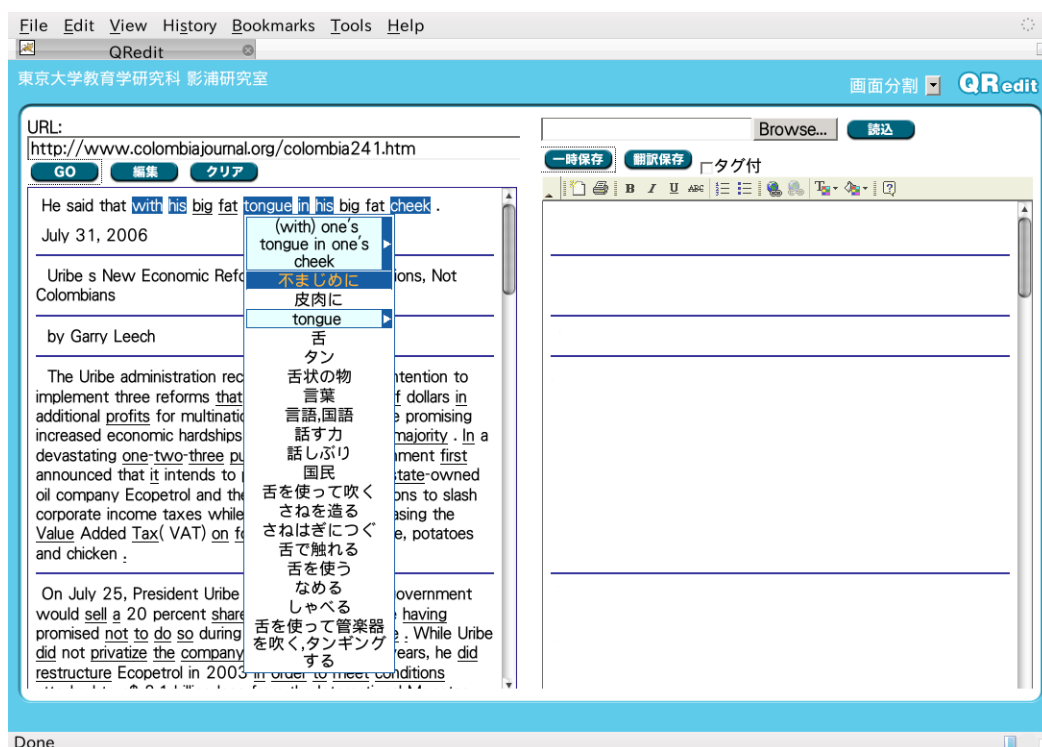 File Edit View History Bookmarks Tools Help
QRedit
東京大学教育学研究科 影浦研究室
画面分割
QRedit
URL:
http://www.colombiajournal.org/colombia241.htm
GO 編集 クリア
Browse... 読込
一時保存 翻訳保存 タグ付
B I U ABC
He said that with his big fat tongue in his big fat cheek .
July 31, 2006
Uribe s New Economic Refo
ions, Not
Colombians
by Garry Leech
The Uribe administration rec
ntention to
implement three reforms that
f dollars in
additional profits for multinatio
e promising
increased economic hardships
majority . In a
devastating one-two-three pu
nment first
announced that it intends to p
state-owned
oil company Ecopetrol and the
ons to slash
corporate income taxes while
asing the
Value Added Tax( VAT) on fo
e, potatoes
and chicken .
On July 25, President Uribe
overnment
would sell a 20 percent share
having
promised not to do so during
e . While Uribe
did not privatize the company
ears, he did
restructure Ecopetrol in 2003 in order to meet conditions
(with) one's
tongue in one's
cheek
不まじめに
皮肉に
tongue
舌
タン
舌状の物
言葉
言語,国語
話す力
話しぶり
国民
舌を使って吹く
さねを造る
さねはぎにつぐ
舌で触れる
舌を使う
なめる
しゃべる
舌を使って管楽器
を吹く,タンギング
する
Done